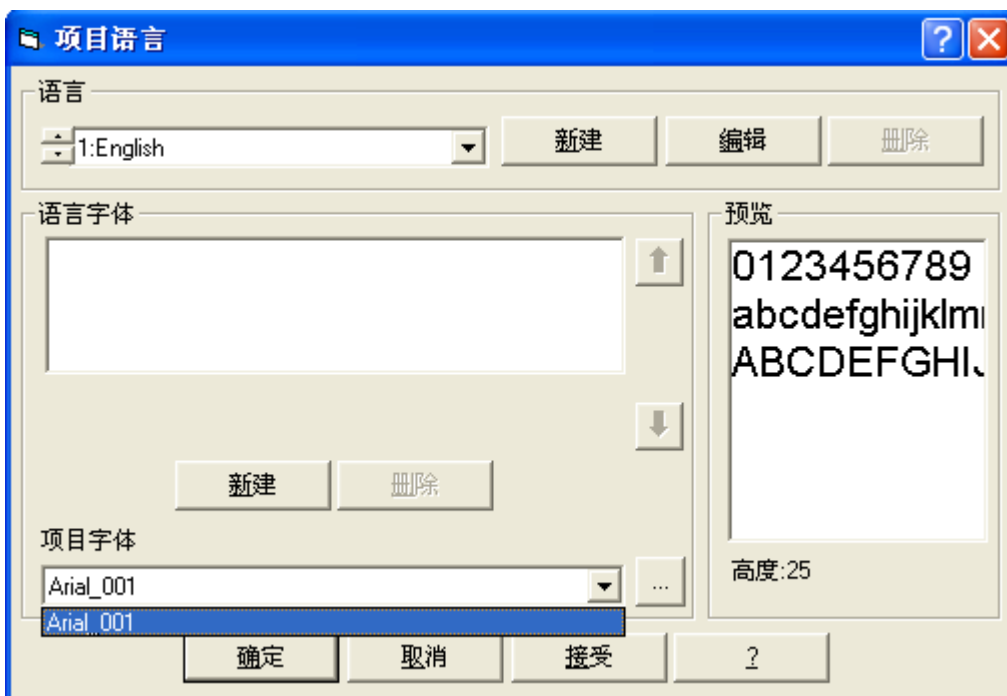 项目语言
语言
1:English
新建
编辑
删除
语言字体
预览
0123456789
abcdefghijklm
ABCDEFGHIJ
新建
删除
项目字体
Arial_001
...
高度:25
Arial_001
确定
取消
接受
?